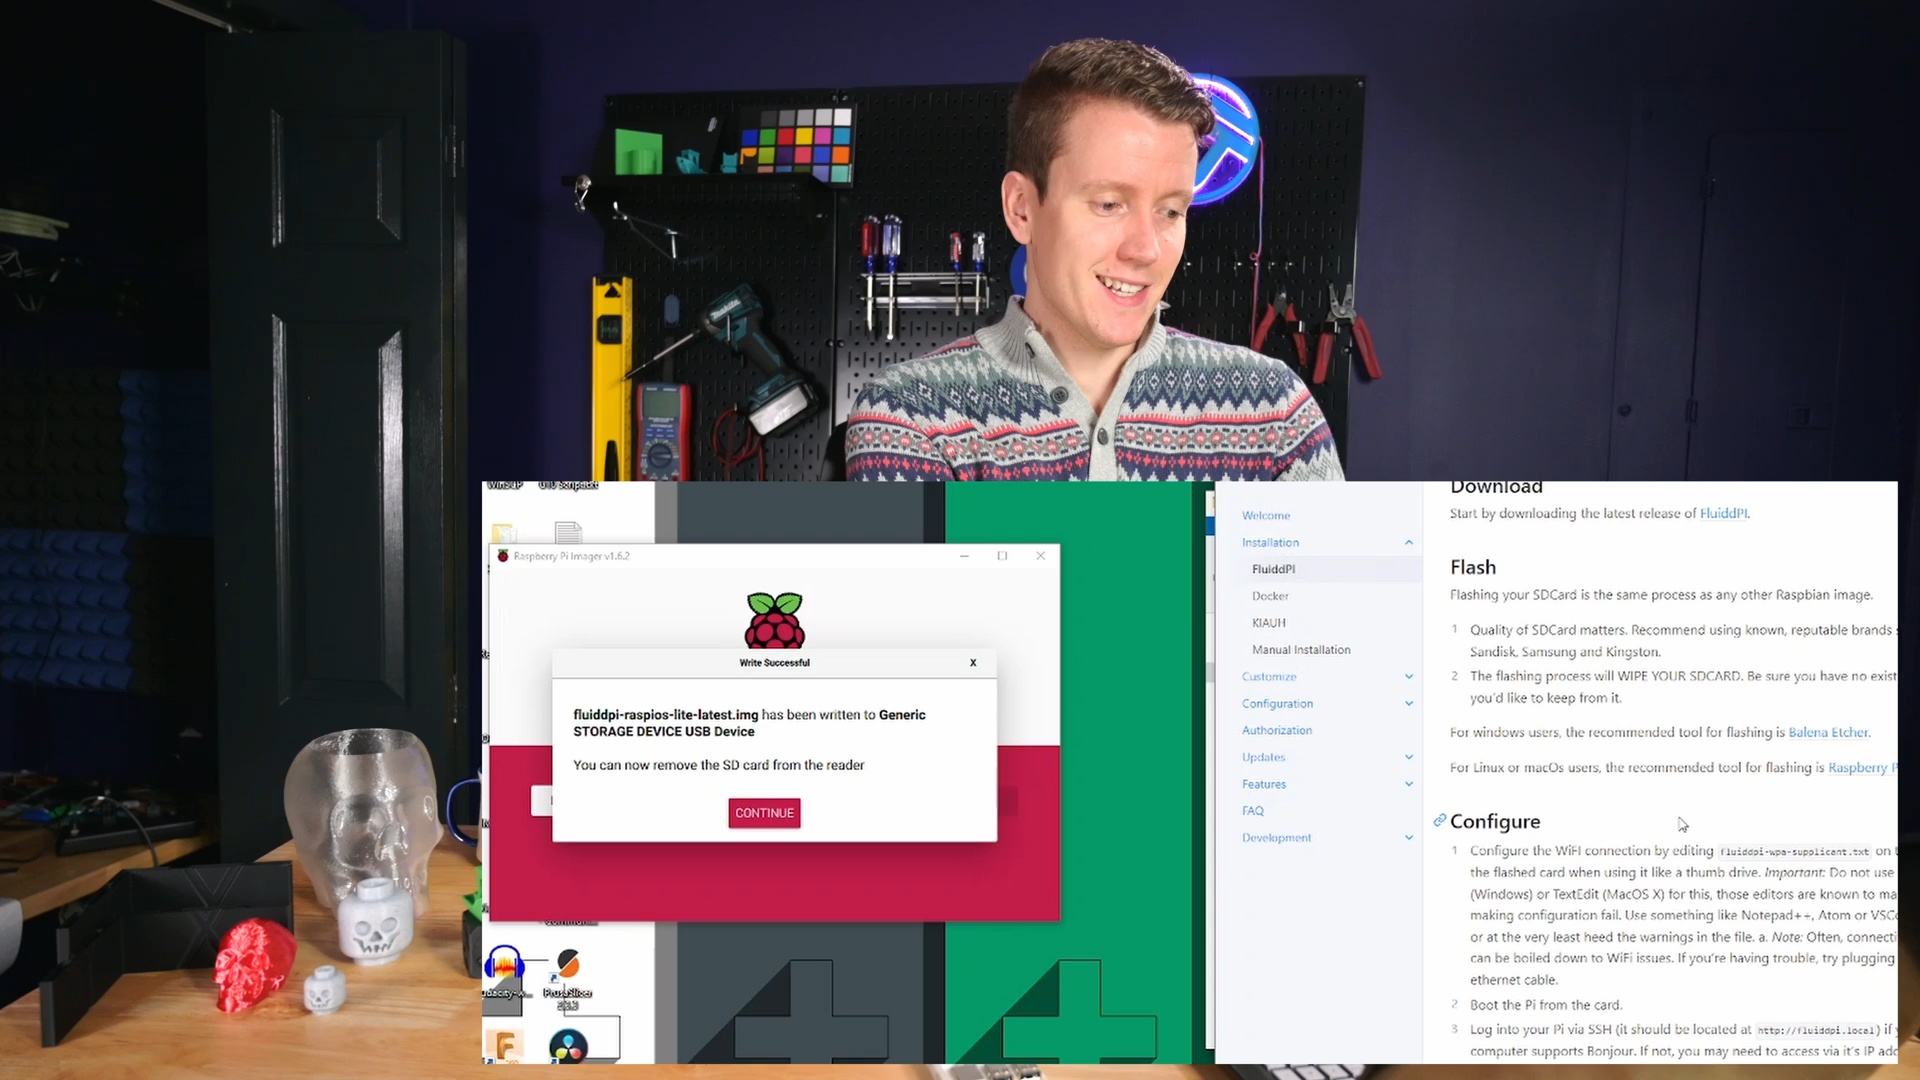 Makita
WinSCP
Raspberry Pi Imager v1.6.2
Write Successful
X
fluiddpi-raspios-lite-latest.img has been written to Generic
STORAGE DEVICE USB Device
You can now remove the SD card from the reader
CONTINUE
PrusaSlicer
Welcome
Installation
FluiddPI
Docker
KIAUH
Manual Installation
Customize
Configuration
Authorization
Updates
Features
FAQ
Development
Download
Start by downloading the latest release of FluiddPI.
Flash
Flashing your SDCard is the same process as any other Raspbian image.
1 Quality of SDCard matters. Recommend using known, reputable brands
Sandisk, Samsung and Kingston.
2 The flashing process will WIPE YOUR SDCARD. Be sure you have no exist
you'd like to keep from it.
For windows users, the recommended tool for flashing is Balena Etcher.
For Linux or macOs users, the recommended tool for flashing is Raspberry P
Configure
1 Configure the WiFI connection by editing fluiddpi-wpa-supplicant.txt on t
the flashed card when using it like a thumb drive. Important: Do not use
(Windows) or TextEdit (MacOS X) for this, those editors are known to ma
making configuration fail. Use something like Notepad++, Atom or VSC
or at the very least heed the warnings in the file. a. Note: Often, connecti
can be boiled down to WiFi issues. If you're having trouble, try plugging
ethernet cable.
2 Boot the Pi from the card.
3 Log into your Pi via SSH (it should be located at http://fluiddpi.local) if
computer supports Bonjour. If not, you may need to access via it's IP ad